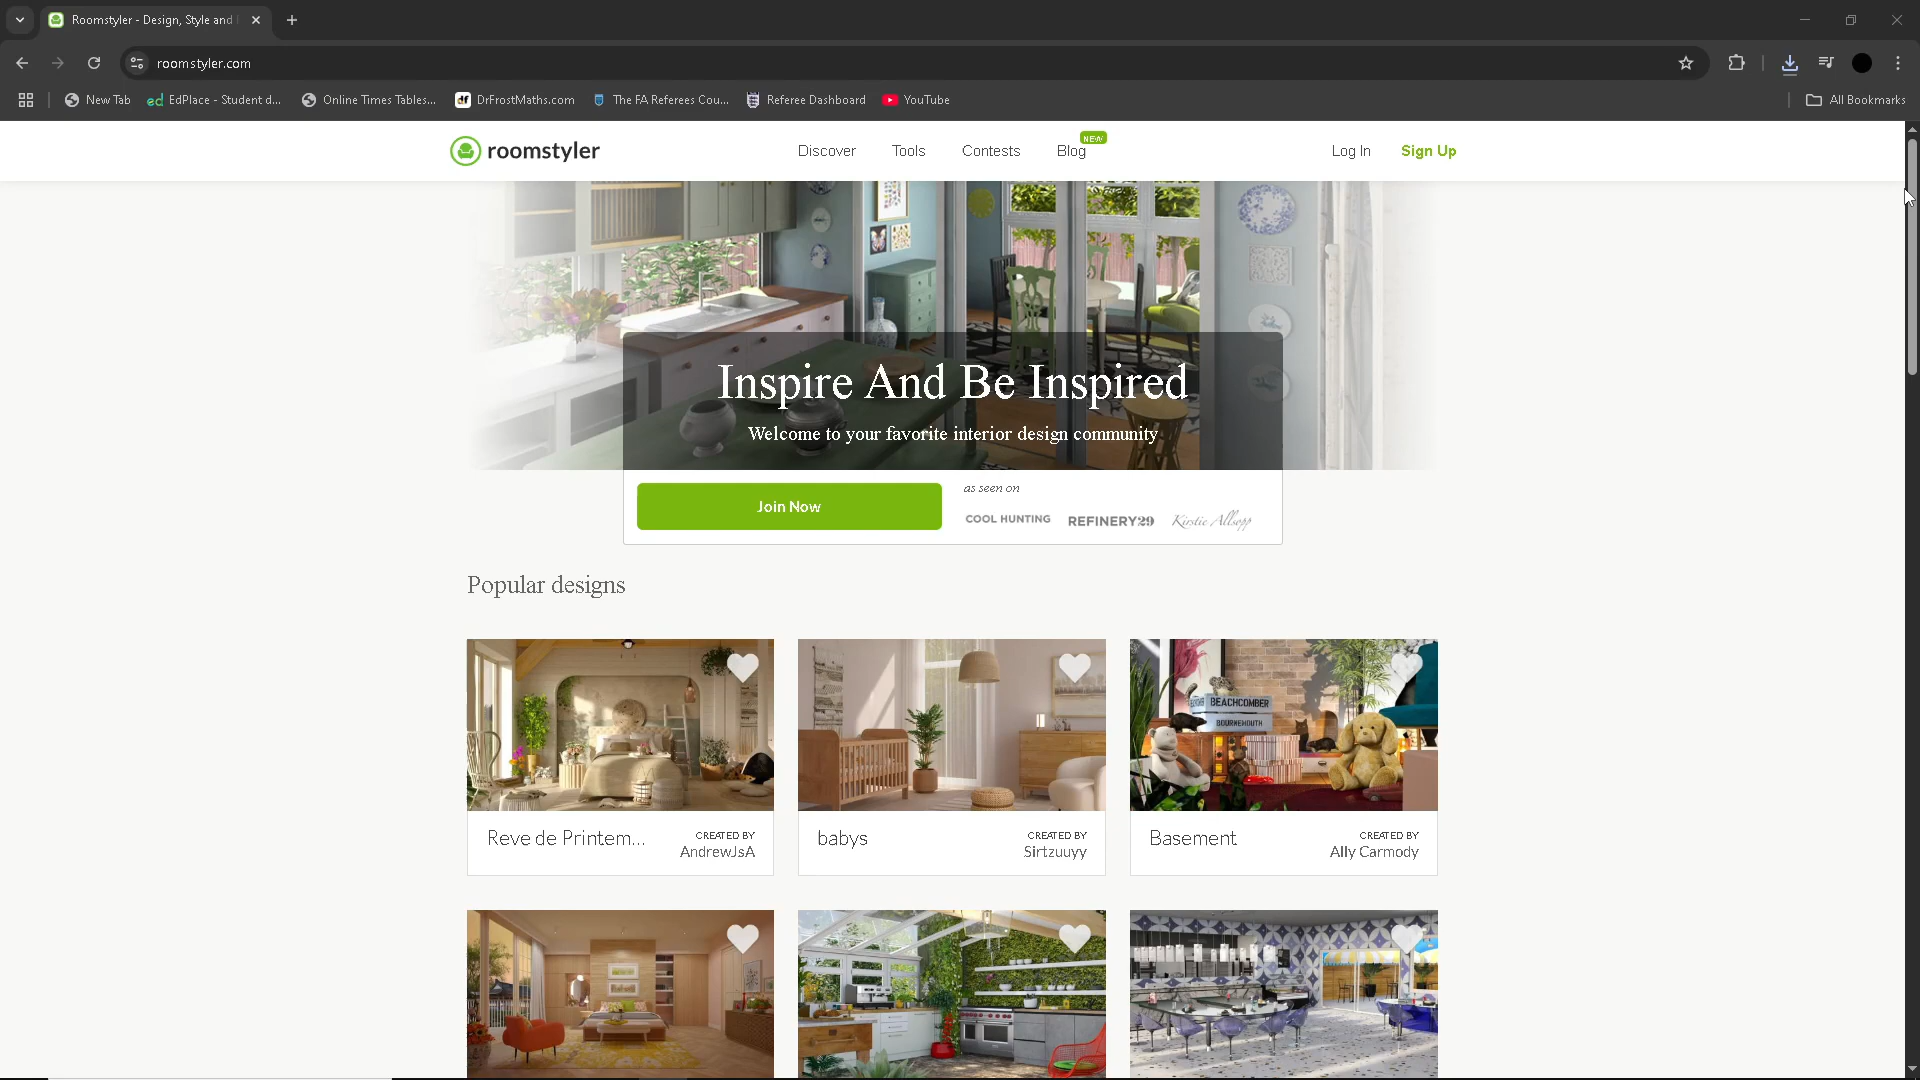 Roomstyler - Design, Style and
roomstyler.com
New Tab
EdPlace - Student d...
Online Times Tables...
DrFrostMaths.com
The FA Referees Cou...
Referee Dashboard
YouTube
All Bookmarks
roomstyler
Discover
Tools
Contests
Blog
NEW
Log In
Sign Up
Inspire And Be Inspired
Welcome to your favorite interior design community
Join Now
as seen on
COOL HUNTING
REFINERY29
Kirstie Allsopp
Popular designs
BEACHCOMBER
BOURNEMOUTH
Reve de Printem...
CREATED BY
AndrewJsA
babys
CREATED BY
Sirtzuuyy
Basement
CREATED BY
Ally Carmody